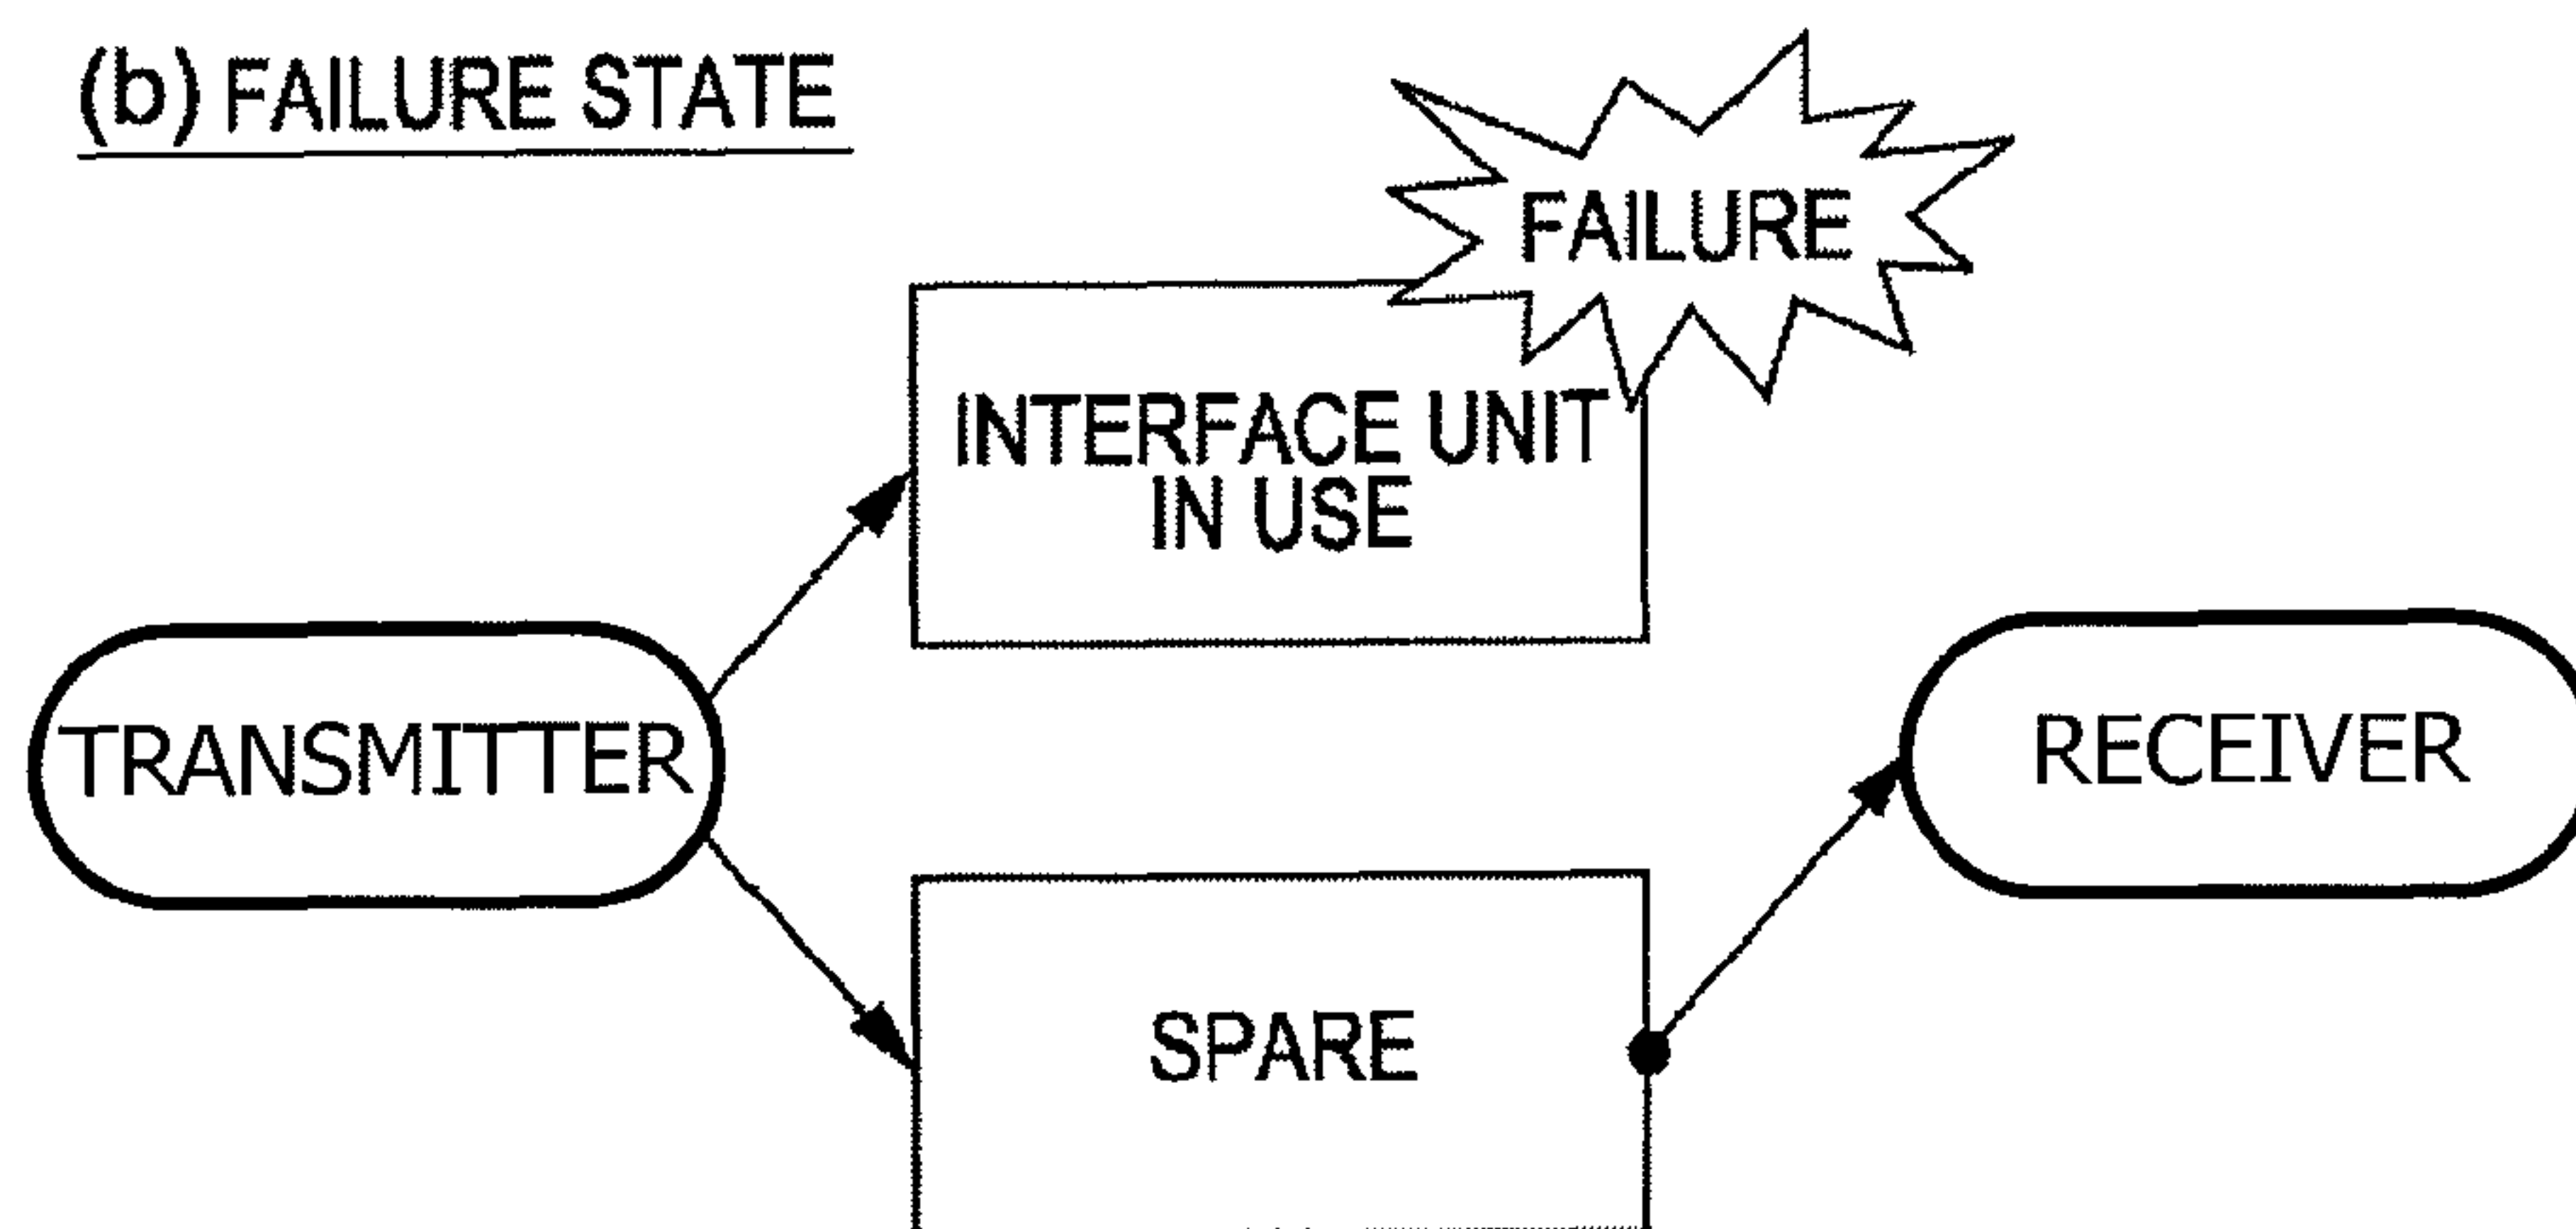 (b) FAILURE STATE
FAILURE
INTERFACE UNIT
IN USE
TRANSMITTER
RECEIVER
SPARE